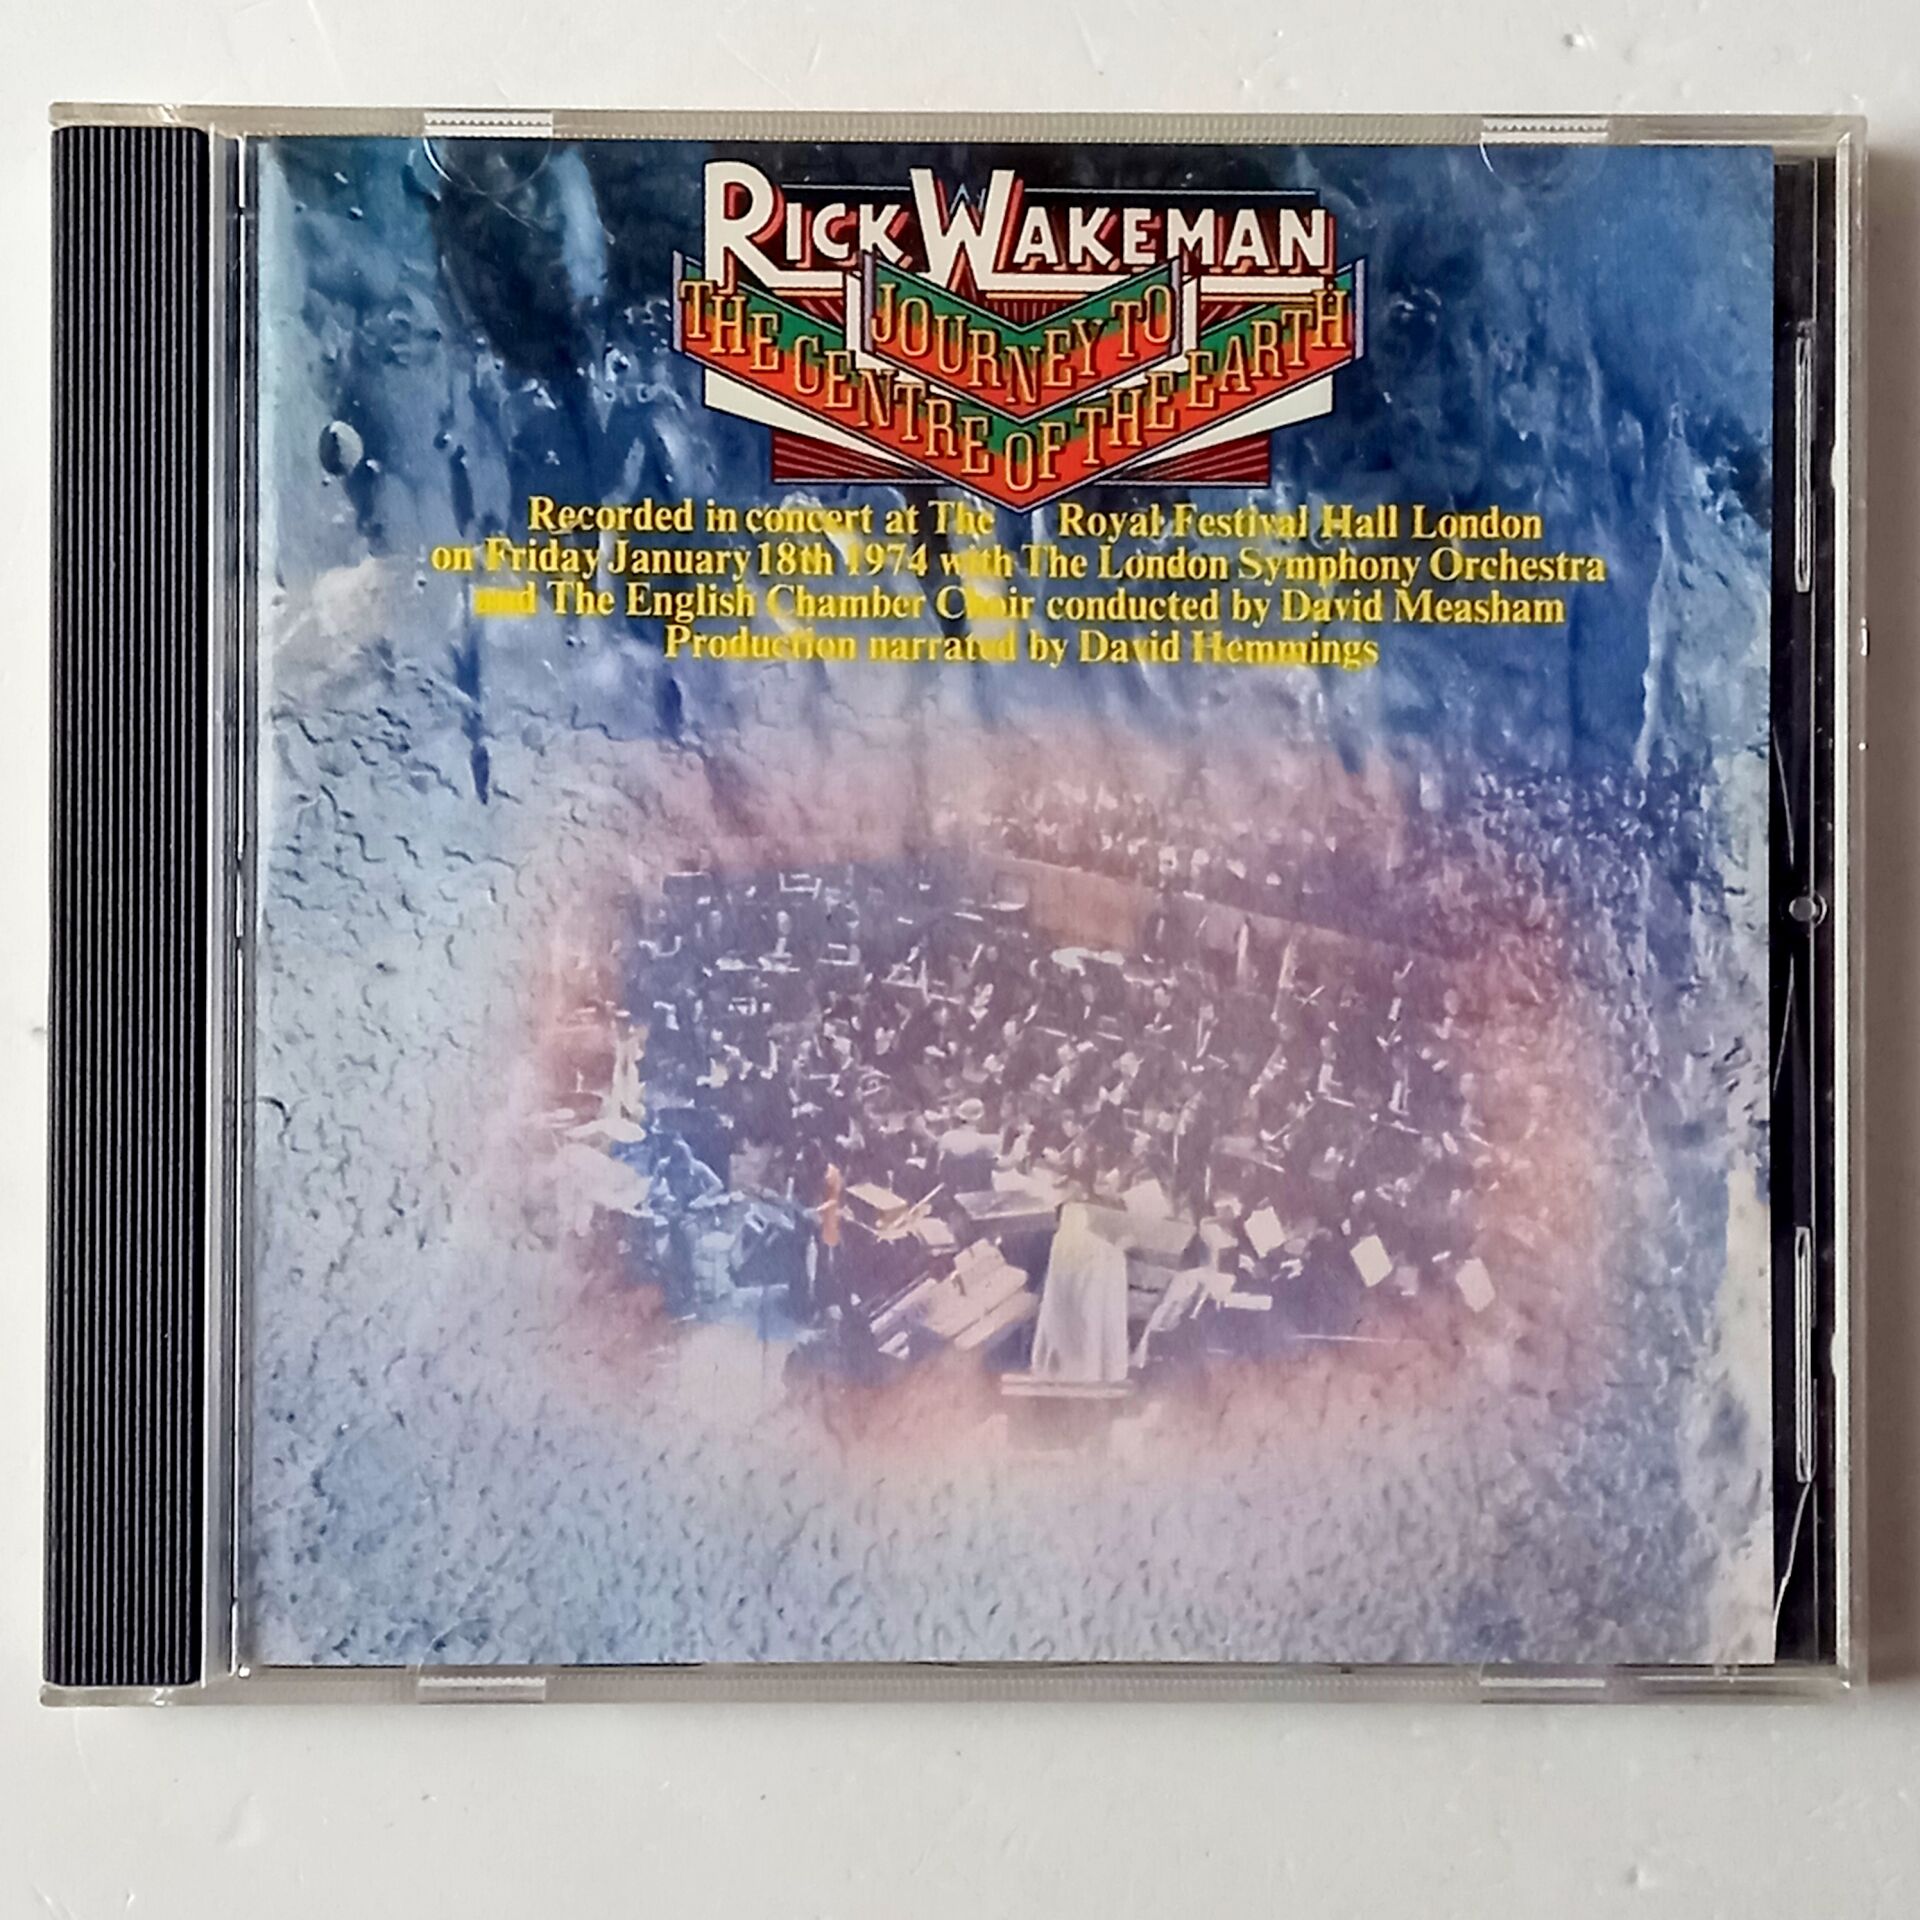 RICK WAKEMAN
JOURNEY TO
THE CENTRE OF THE EARTH
Recorded in concert at The Royal Festival Hall London
on Friday January 18th 1974 with The London Symphony Orchestra
and The English Chamber Choir conducted by David Measham
Production narrated by David Hemmings